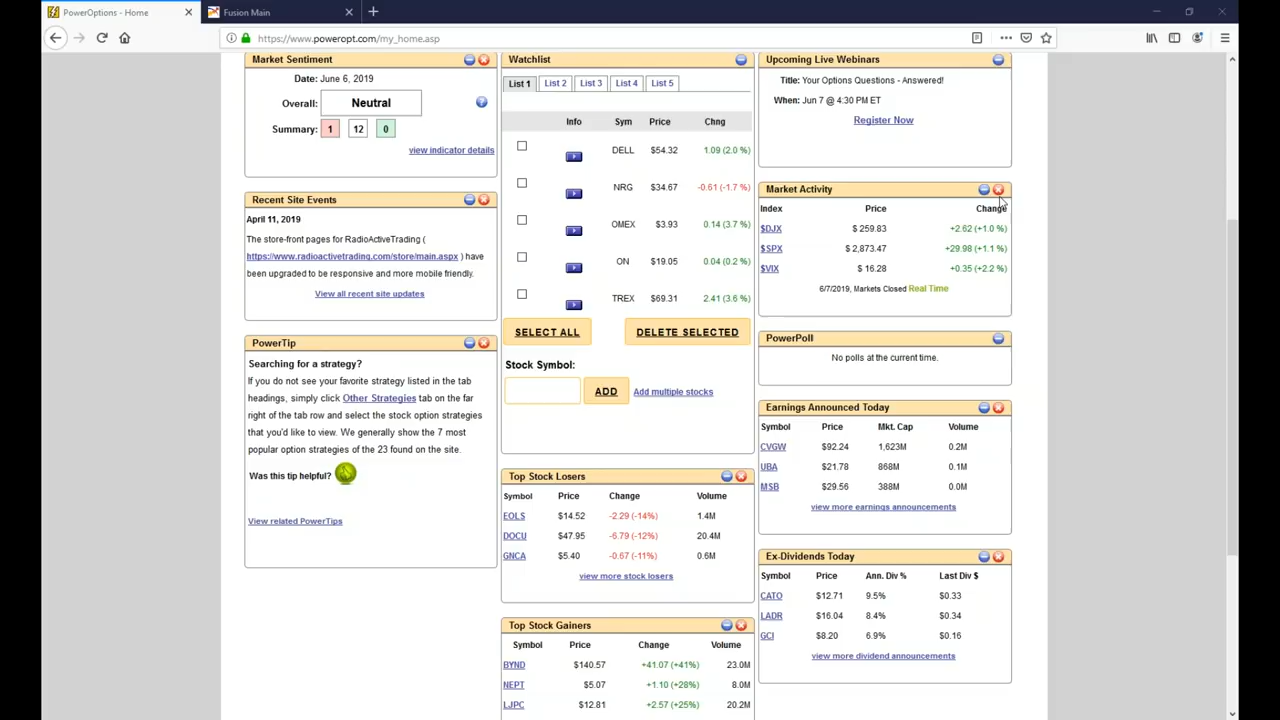 PowerOptions - Home
Fusion Main
https://www.poweropt.com/my_home.asp
Market Sentiment
Date: June 6, 2019
Overall: Neutral
Summary: 1 12 0
view indicator details
Recent Site Events
April 11, 2019
The store-front pages for RadioActiveTrading (
https://www.radioactivetrading.com/store/main.aspx ) have
been upgraded to be responsive and more mobile friendly.
View all recent site updates
PowerTip
Searching for a strategy?
If you do not see your favorite strategy listed in the tab
headings, simply click Other Strategies tab on the far
right of the tab row and select the stock option strategies
that you'd like to view. We generally show the 7 most
popular option strategies of the 23 found on the site.
Was this tip helpful?
View related PowerTips
Watchlist
List 1 List 2 List 3 List 4 List 5
Info Sym Price Chng
DELL $54.32 1.09 (2.0 %)
NRG $34.67 -0.61 (-1.7 %)
OMEX $3.93 0.14 (3.7 %)
ON $19.05 0.04 (0.2 %)
TREX $69.31 2.41 (3.6 %)
SELECT ALL DELETE SELECTED
Stock Symbol:
ADD Add multiple stocks
Top Stock Losers
Symbol Price Change Volume
EOLS $14.52 -2.29 (-14%) 1.4M
DOCU $47.95 -6.79 (-12%) 20.4M
GNCA $5.40 -0.67 (-11%) 0.6M
view more stock losers
Top Stock Gainers
Symbol Price Change Volume
BYND $140.57 +41.07 (+41%) 23.0M
NEPT $5.07 +1.10 (+28%) 8.0M
LJPC $12.81 +2.57 (+25%) 20.2M
Upcoming Live Webinars
Title: Your Options Questions - Answered!
When: Jun 7 @ 4:30 PM ET
Register Now
Market Activity
Index Price Change
$DJX $ 259.83 +2.62 (+1.0 %)
$SPX $ 2,873.47 +29.98 (+1.1 %)
$VIX $ 16.28 +0.35 (+2.2 %)
6/7/2019, Markets Closed Real Time
PowerPoll
No polls at the current time.
Earnings Announced Today
Symbol Price Mkt. Cap Volume
CVGW $92.24 1,623M 0.2M
UBA $21.78 868M 0.1M
MSB $29.56 388M 0.0M
view more earnings announcements
Ex-Dividends Today
Symbol Price Ann. Div % Last Div $
CATO $12.71 9.5% $0.33
LADR $16.04 8.4% $0.34
GCI $8.20 6.9% $0.16
view more dividend announcements